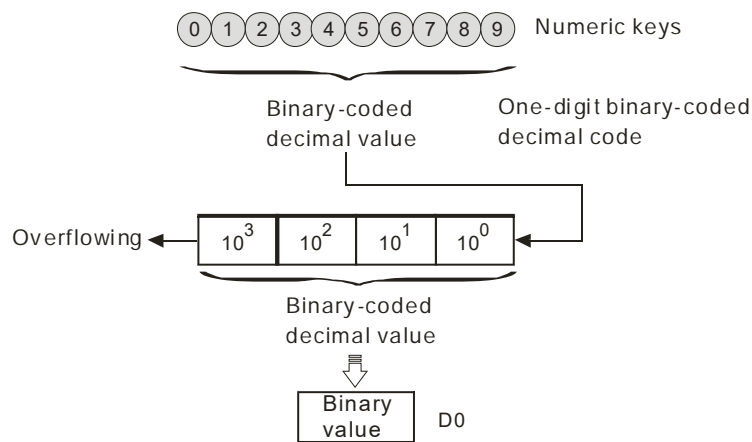 0 1 2 3 4 5 6 7 8 9 Numeric keys
Binary-coded
decimal value
One-digit binary-coded
decimal code
Overflowing
10^3 10^2 10^1 10^0
Binary-coded
decimal value
Binary
value
D0